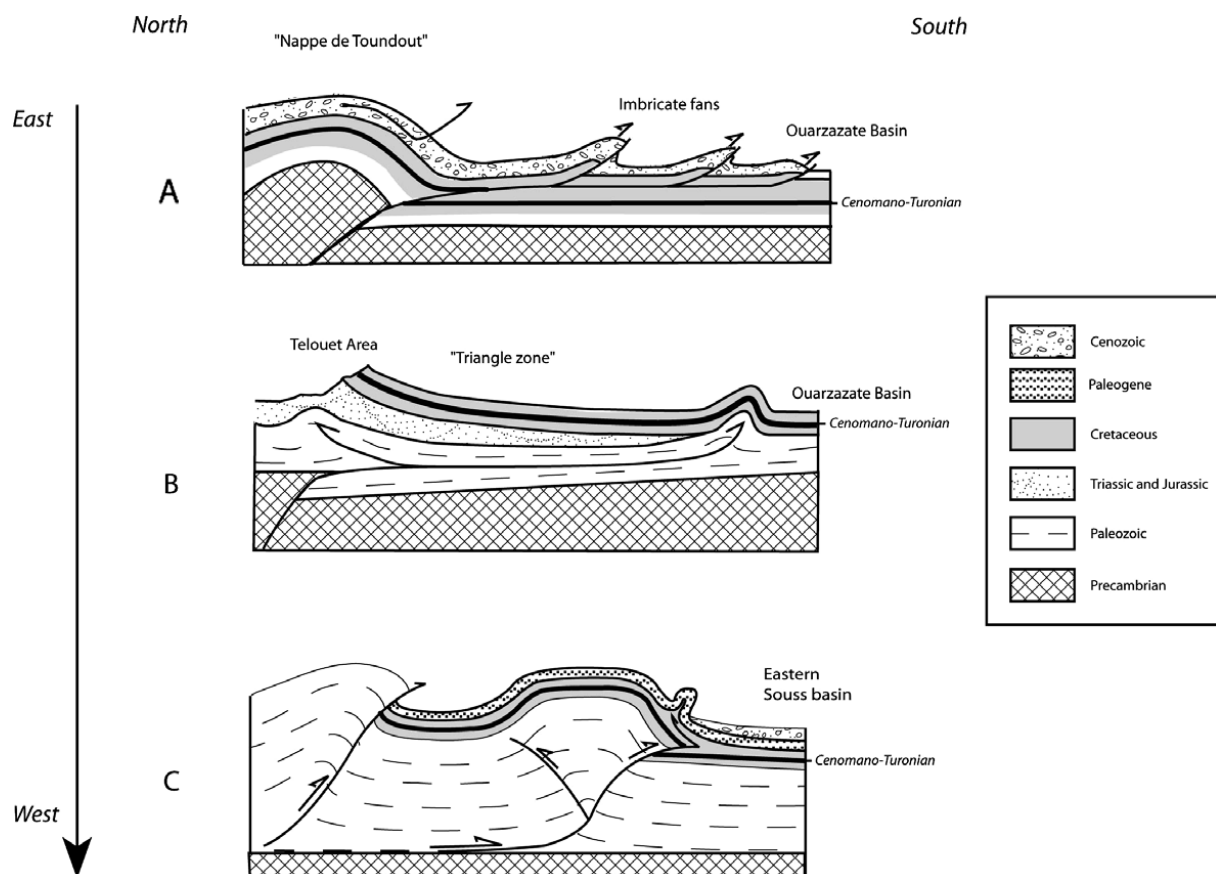 North
South
"Nappe de Toundout"
East
Imbricate fans
Ouarzazate Basin
A
Cenomano-Turonian
Telouet Area
"Triangle zone"
Ouarzazate Basin
Cenomano-Turonian
B
Cenozoic
Paleogene
Cretaceous
Triassic and Jurassic
Paleozoic
Precambrian
Eastern
Souss basin
Cenomano-Turonian
C
West